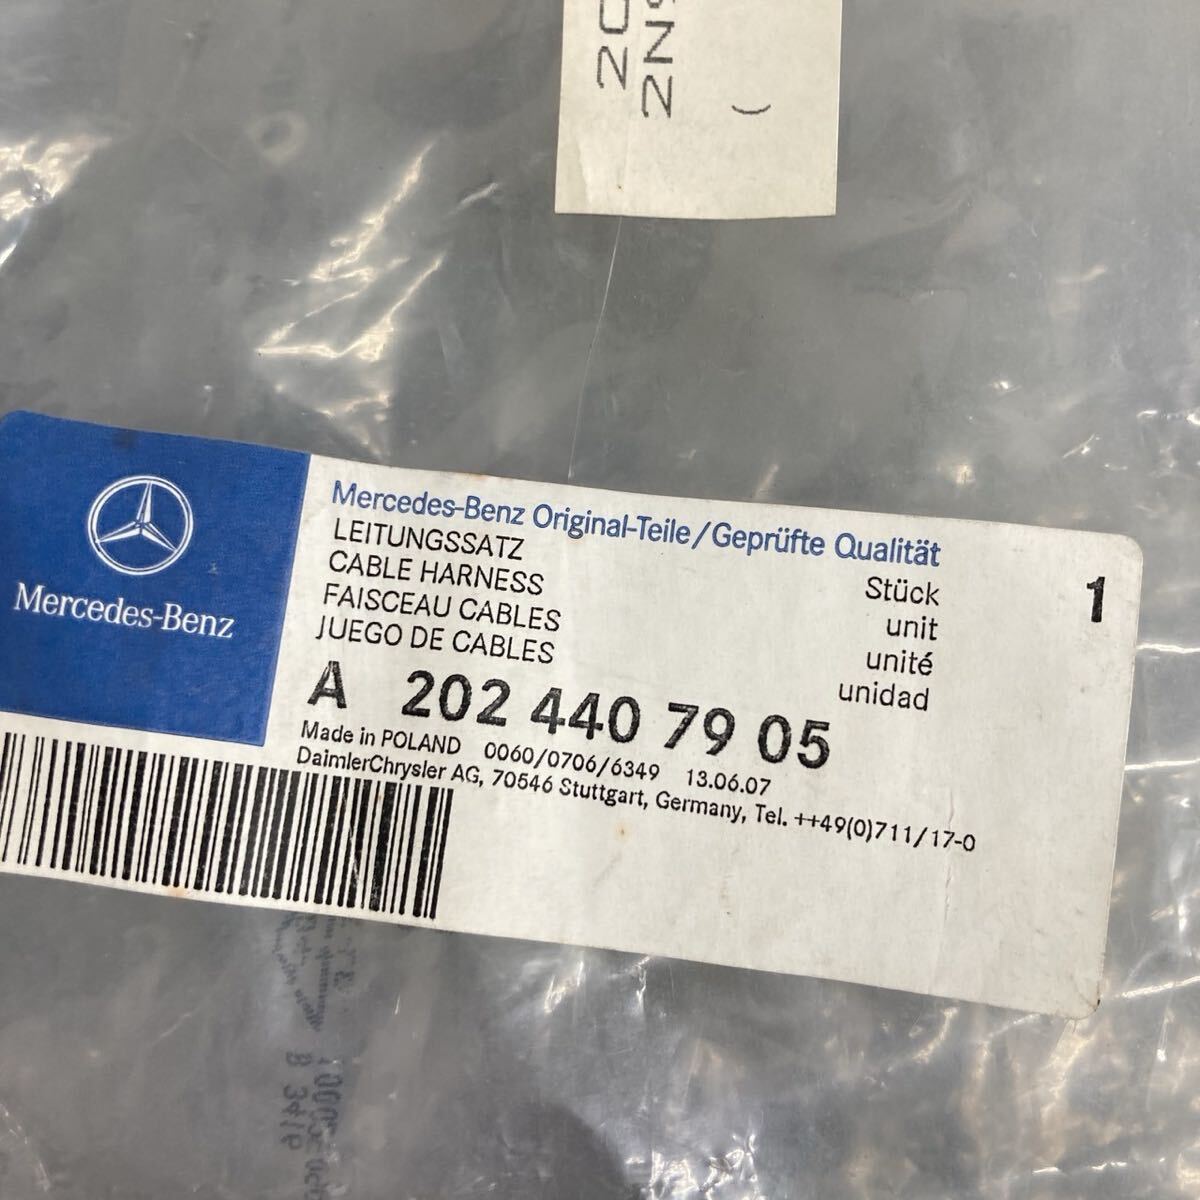 2N
Mercedes-Benz
Mercedes-Benz Original-Teile/Geprüfte Qualität
LEITUNGSSATZ Stück 1
CABLE HARNESS unit
FAISCEAU CABLES unité
JUEGO DE CABLES unidad
A 202 440 79 05
Made in POLAND 0060/0706/6349 13.06.07
DaimlerChrysler AG, 70546 Stuttgart, Germany, Tel. ++49(0)711/17-0
B 3416